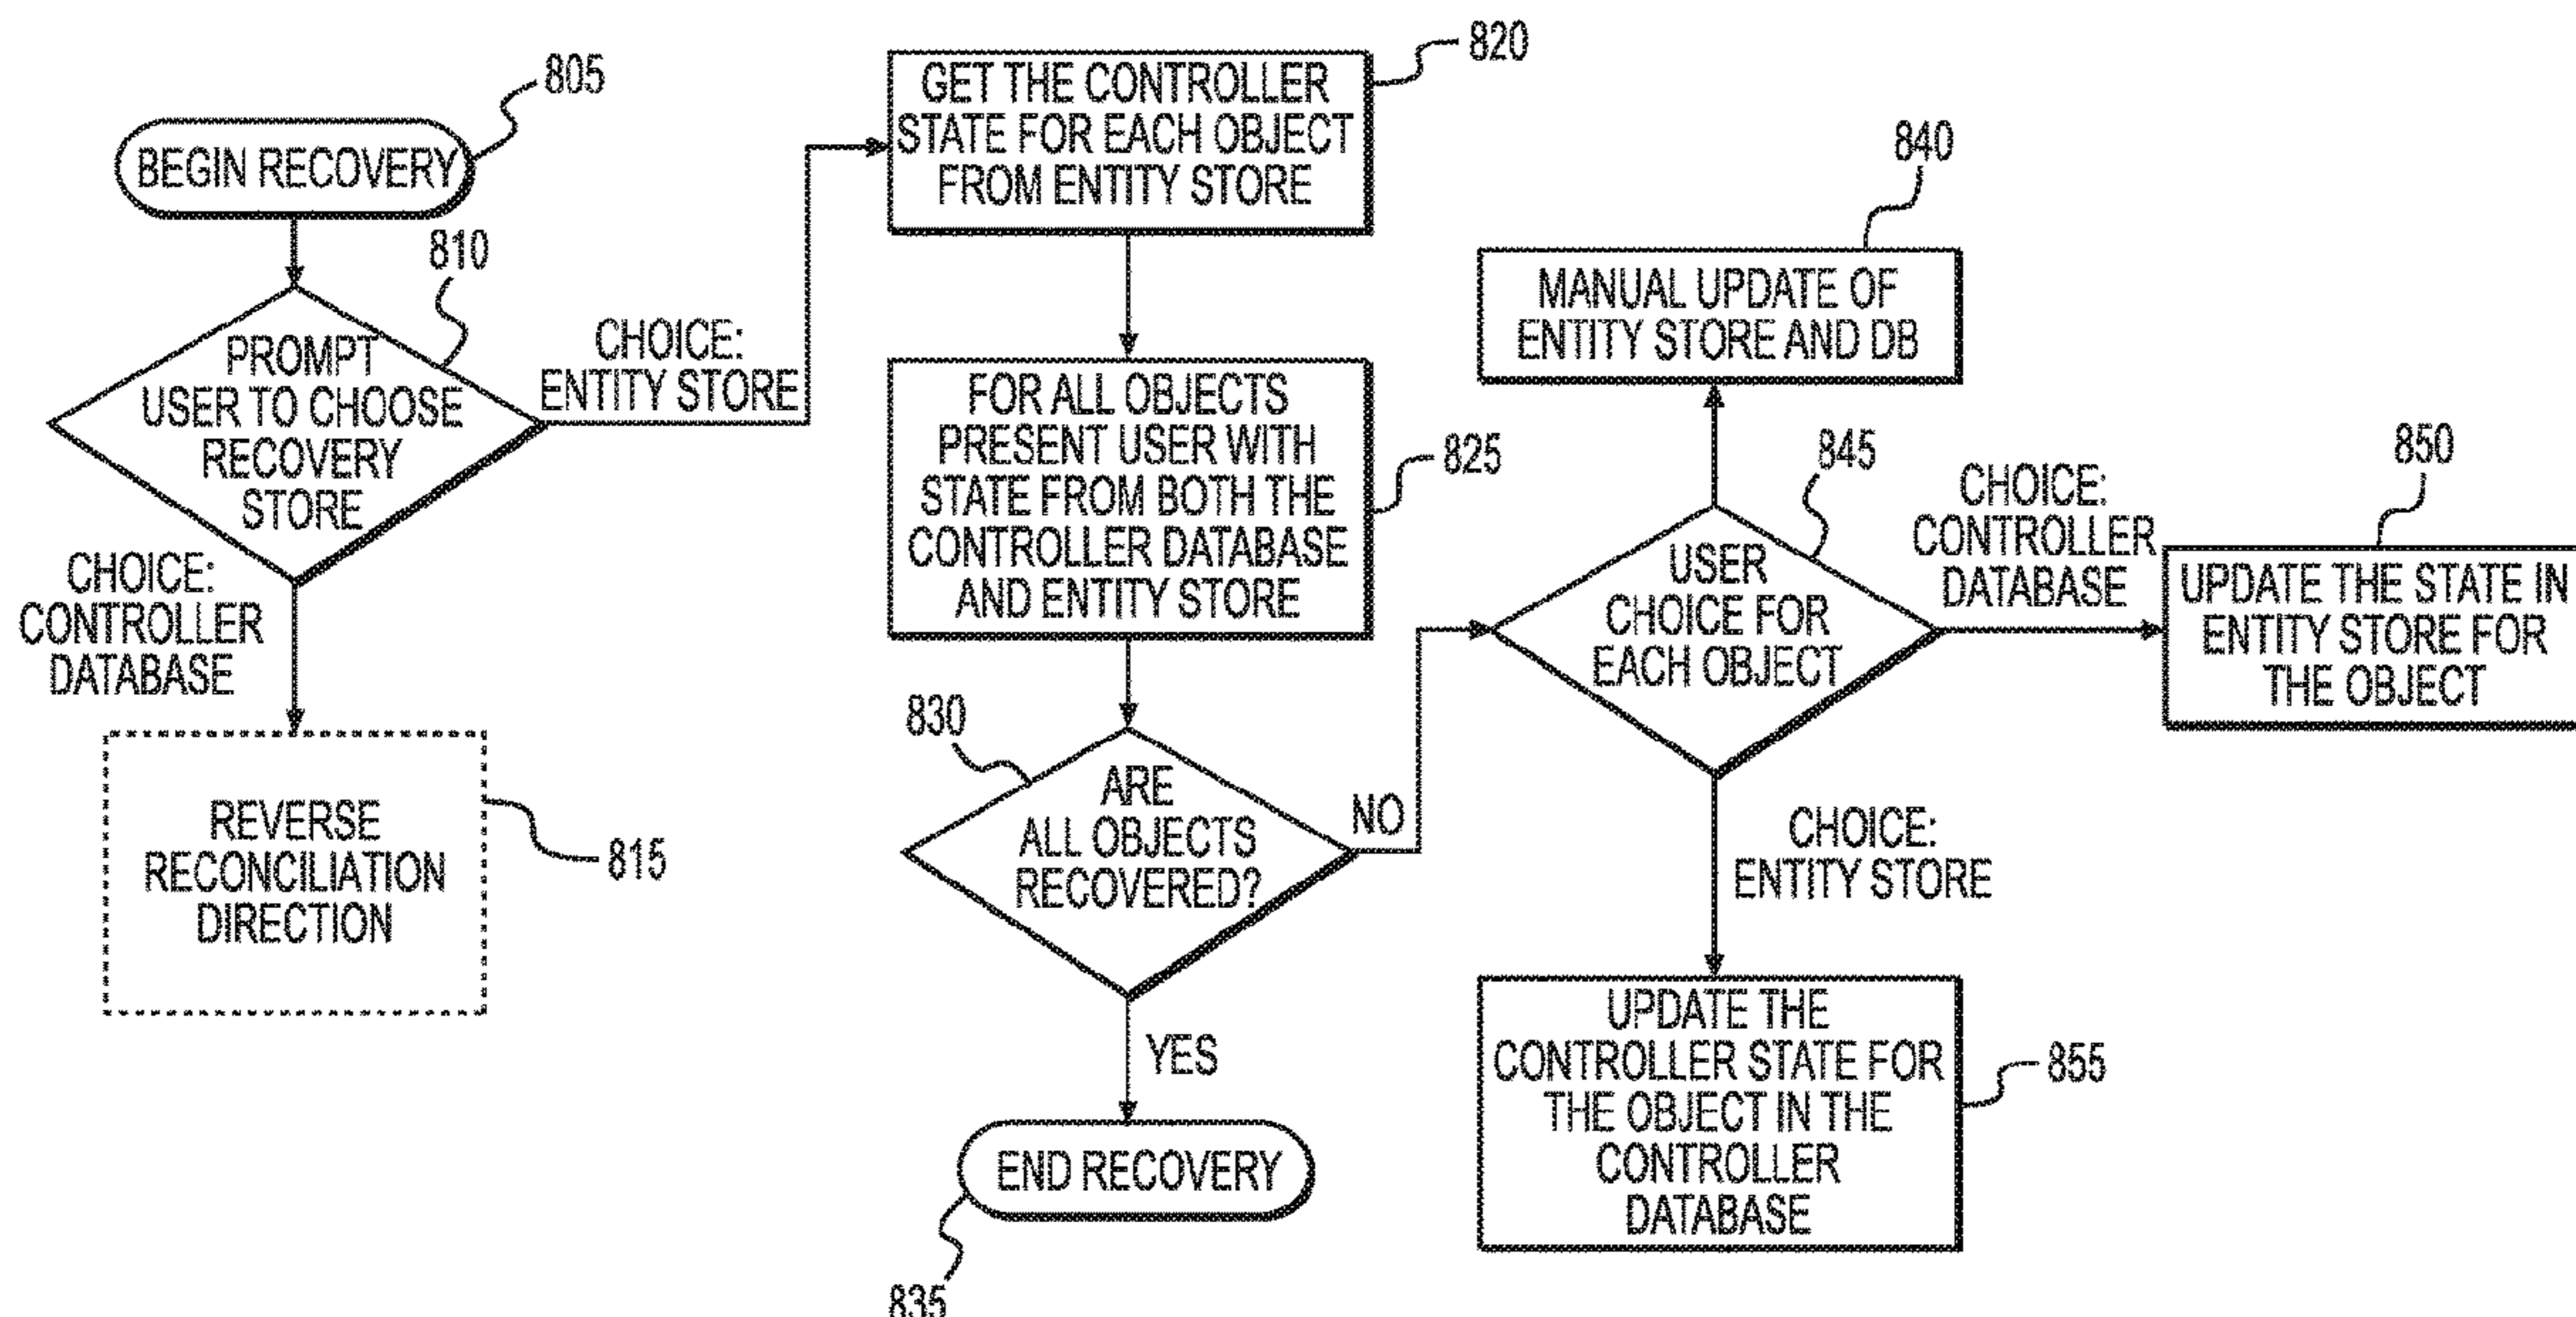 805
BEGIN RECOVERY
810
PROMPT
USER TO CHOOSE
RECOVERY
STORE
CHOICE:
ENTITY STORE
CHOICE:
CONTROLLER
DATABASE
REVERSE
RECONCILIATION
DIRECTION
815
820
GET THE CONTROLLER
STATE FOR EACH OBJECT
FROM ENTITY STORE
FOR ALL OBJECTS
PRESENT USER WITH
STATE FROM BOTH THE
CONTROLLER DATABASE
AND ENTITY STORE
825
830
ARE
ALL OBJECTS
RECOVERED?
NO
YES
END RECOVERY
835
840
MANUAL UPDATE OF
ENTITY STORE AND DB
845
USER
CHOICE FOR
EACH OBJECT
CHOICE:
CONTROLLER
DATABASE
850
UPDATE THE STATE IN
ENTITY STORE FOR
THE OBJECT
CHOICE:
ENTITY STORE
UPDATE THE
CONTROLLER STATE FOR
THE OBJECT IN THE
CONTROLLER
DATABASE
855